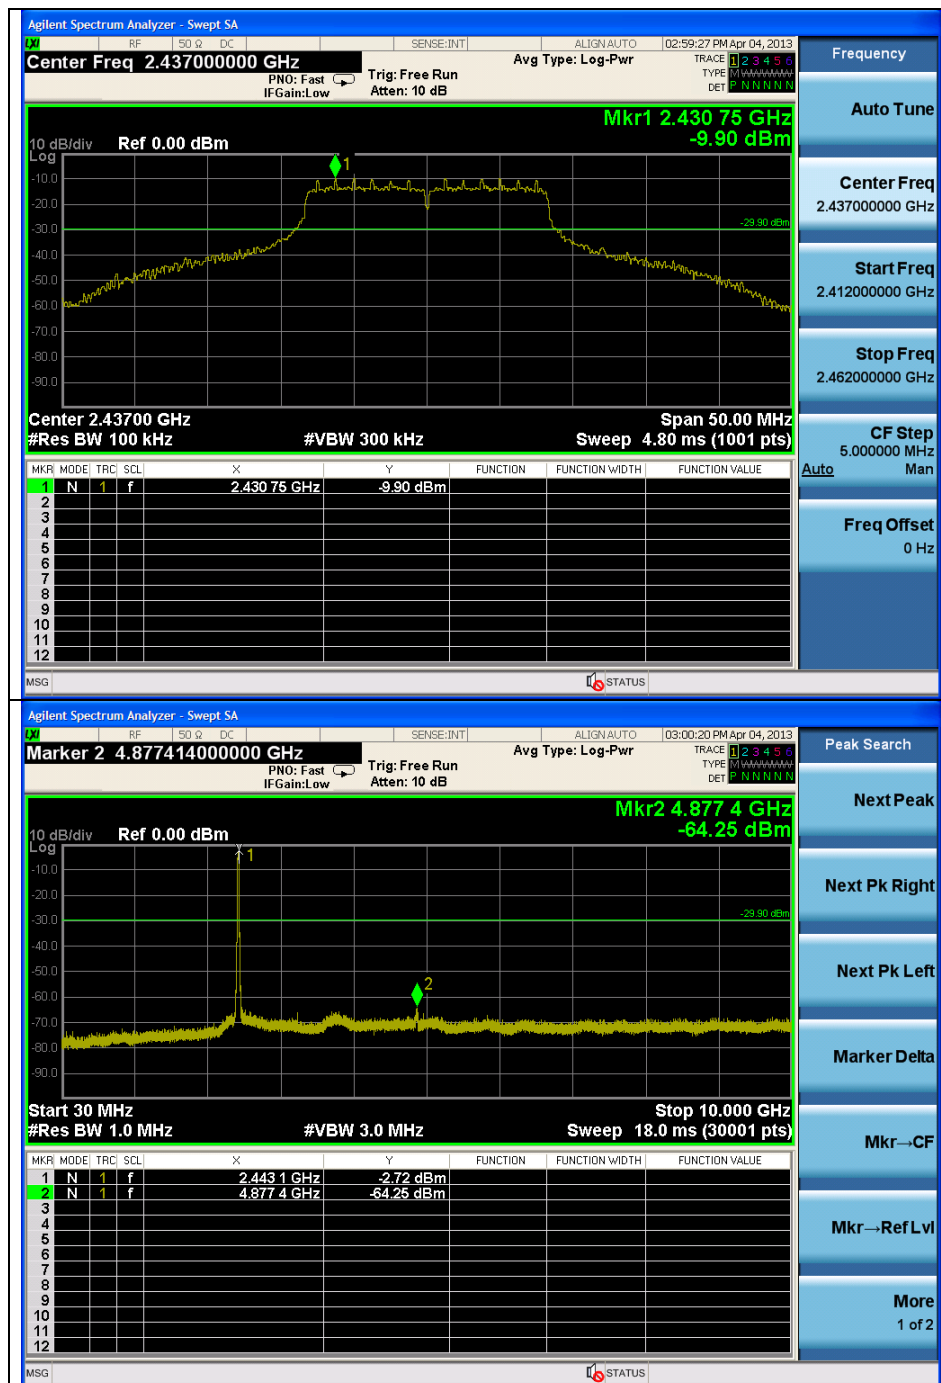 Agilent Spectrum Analyzer - Swept SA
LXI RF 50 Ω DC SENSE:INT ALIGN AUTO 02:59:27 PM Apr 04, 2013
Center Freq 2.437000000 GHz
PNO: Fast
IFGain:Low
Trig: Free Run
Atten: 10 dB
Avg Type: Log-Pwr
TRACE 1 2 3 4 5 6
TYPE M
DET P N N N N N
Mkr1 2.430 75 GHz
-9.90 dBm
10 dB/div Ref 0.00 dBm
Log
1
-10.0
-20.0
-29.90 dBm
-30.0
-40.0
-50.0
-60.0
-70.0
-80.0
-90.0
Center 2.43700 GHz Span 50.00 MHz
#Res BW 100 kHz #VBW 300 kHz Sweep 4.80 ms (1001 pts)
MKR MODE TRC SCL X Y FUNCTION FUNCTION WIDTH FUNCTION VALUE
1 N 1 f 2.430 75 GHz -9.90 dBm
2
3
4
5
6
7
8
9
10
11
12
MSG STATUS
Frequency
Auto Tune
Center Freq
2.437000000 GHz
Start Freq
2.412000000 GHz
Stop Freq
2.462000000 GHz
CF Step
5.000000 MHz
Auto Man
Freq Offset
0 Hz
Agilent Spectrum Analyzer - Swept SA
LXI RF 50 Ω DC SENSE:INT ALIGN AUTO 03:00:20 PM Apr 04, 2013
Marker 2 4.877414000000 GHz
PNO: Fast
IFGain:Low
Trig: Free Run
Atten: 10 dB
Avg Type: Log-Pwr
TRACE 1 2 3 4 5 6
TYPE M
DET P N N N N N
Mkr2 4.877 4 GHz
-64.25 dBm
10 dB/div Ref 0.00 dBm
Log
1
-10.0
-20.0
-29.90 dBm
-30.0
-40.0
-50.0
2
-60.0
-70.0
-80.0
-90.0
Start 30 MHz Stop 10.000 GHz
#Res BW 1.0 MHz #VBW 3.0 MHz Sweep 18.0 ms (30001 pts)
MKR MODE TRC SCL X Y FUNCTION FUNCTION WIDTH FUNCTION VALUE
1 N 1 f 2.443 1 GHz -2.72 dBm
2 N 1 f 4.877 4 GHz -64.25 dBm
3
4
5
6
7
8
9
10
11
12
MSG STATUS
Peak Search
Next Peak
Next Pk Right
Next Pk Left
Marker Delta
Mkr→CF
Mkr→Ref Lvl
More
1 of 2